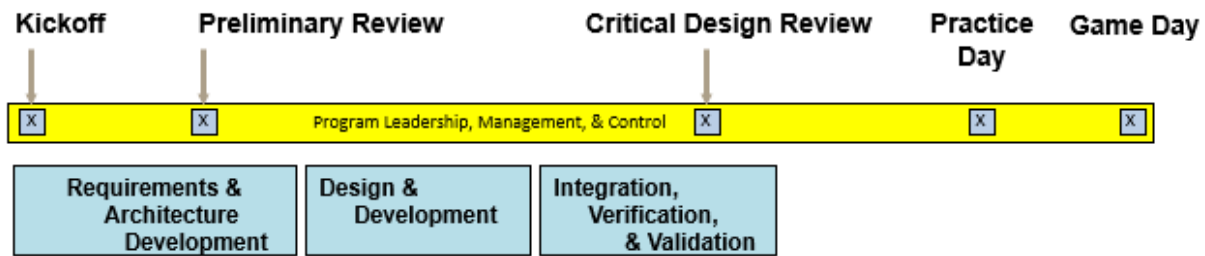 Kickoff
Preliminary Review
Critical Design Review
Practice
Day
Game Day
X
X
Program Leadership, Management, & Control
X
X
X
Requirements &
Architecture
Development
Design &
Development
Integration,
Verification,
& Validation